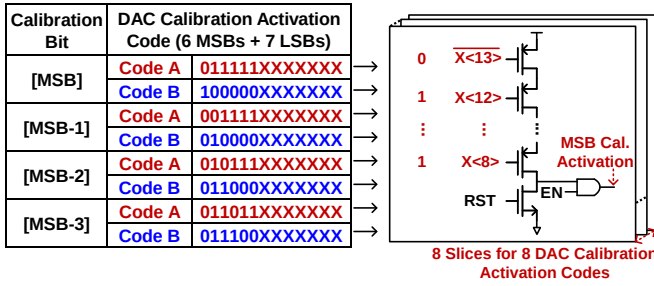 Calibration Bit
DAC Calibration Activation
Code (6 MSBs + 7 LSBs)
[MSB]
Code A 011111XXXXXXX
Code B 100000XXXXXXX
[MSB-1]
Code A 001111XXXXXXX
Code B 010000XXXXXXX
[MSB-2]
Code A 010111XXXXXXX
Code B 011000XXXXXXX
[MSB-3]
Code A 011011XXXXXXX
Code B 011100XXXXXXX
0 X<13>
1 X<12>
1 X<8>
RST
EN
MSB Cal.
Activation
8 Slices for 8 DAC Calibration
Activation Codes